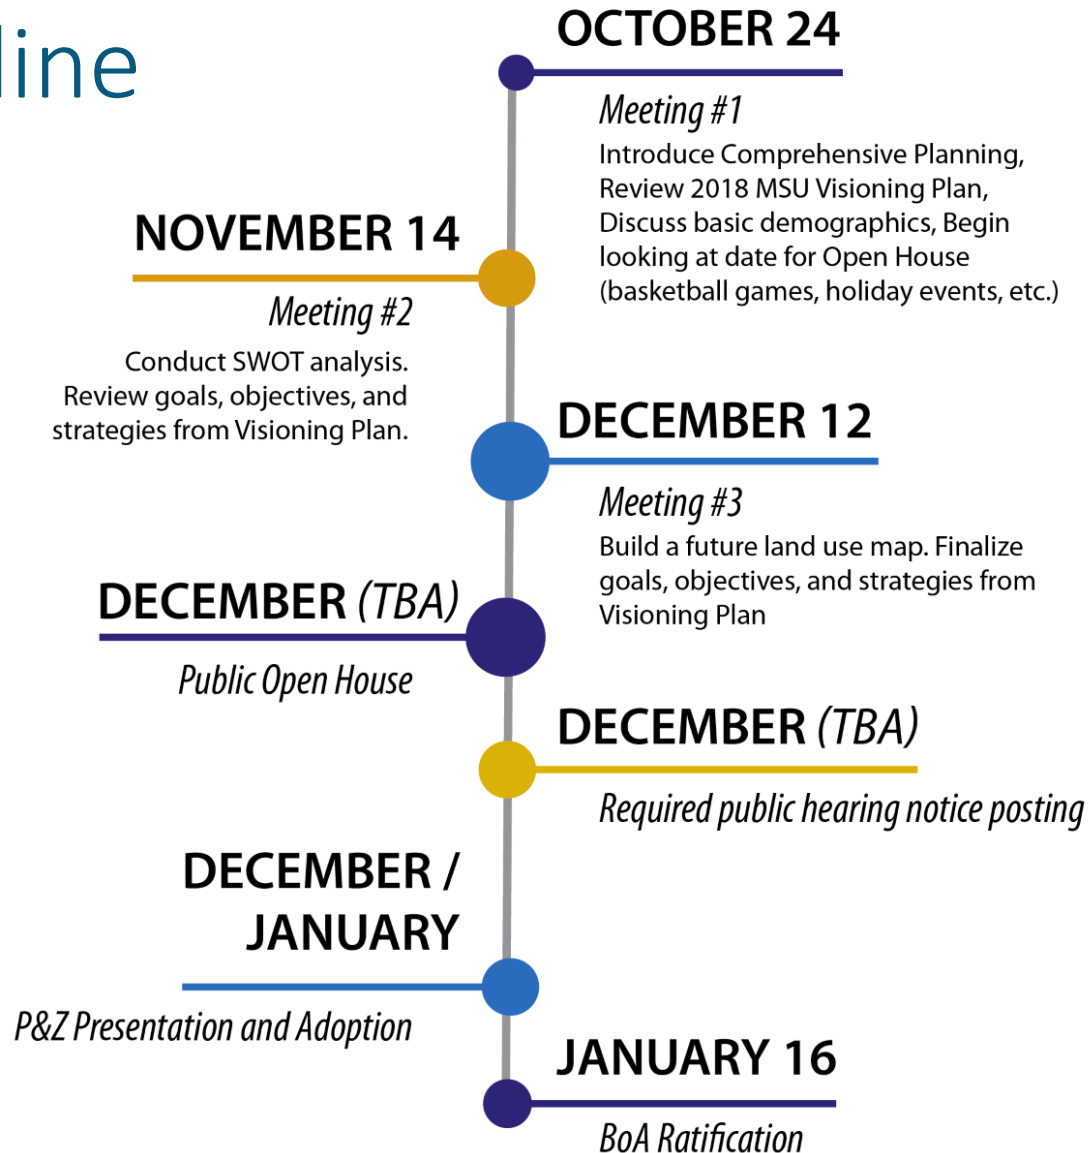 line
OCTOBER 24
Meeting #1
Introduce Comprehensive Planning,
Review 2018 MSU Visioning Plan,
Discuss basic demographics, Begin
looking at date for Open House
(basketball games, holiday events, etc.)
NOVEMBER 14
Meeting #2
Conduct SWOT analysis.
Review goals, objectives, and
strategies from Visioning Plan.
DECEMBER 12
Meeting #3
Build a future land use map. Finalize
goals, objectives, and strategies from
Visioning Plan
DECEMBER (TBA)
Public Open House
DECEMBER (TBA)
Required public hearing notice posting
DECEMBER /
JANUARY
P&Z Presentation and Adoption
JANUARY 16
BoA Ratification